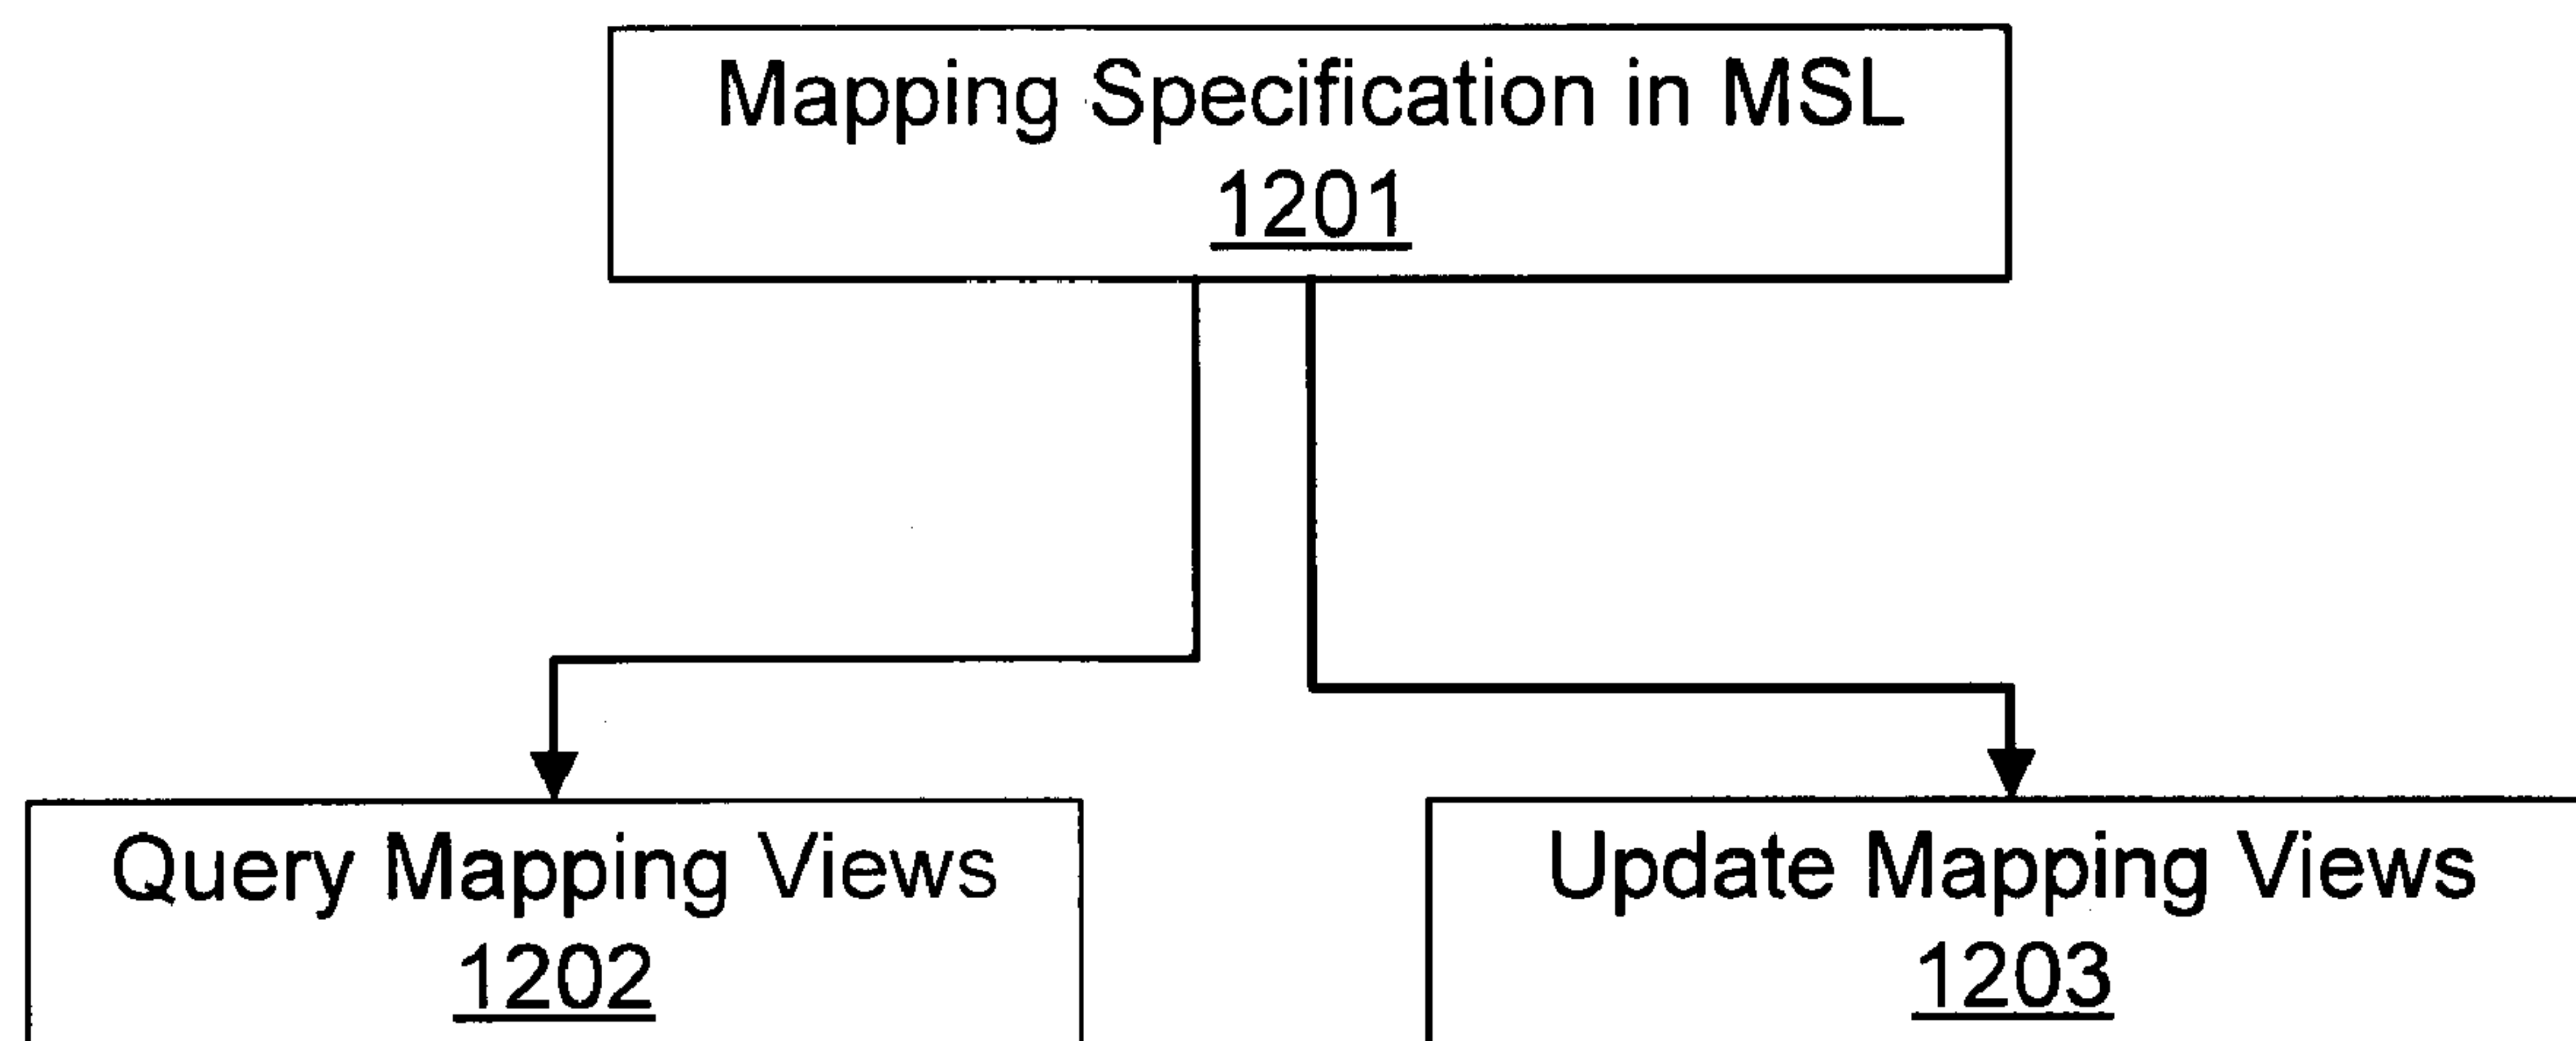 Mapping Specification in MSL
1201
Query Mapping Views
1202
Update Mapping Views
1203